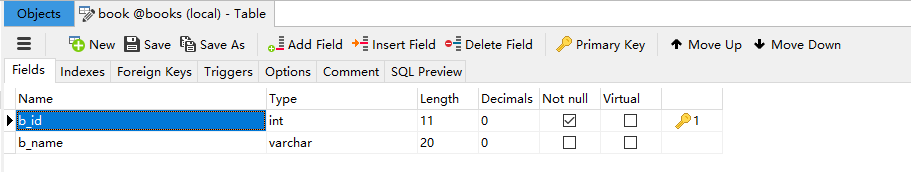 Objects book @books (local) - Table
New Save Save As Add Field Insert Field Delete Field Primary Key Move Up Move Down
Fields Indexes Foreign Keys Triggers Options Comment SQL Preview
Name Type Length Decimals Not null Virtual
b_id int 11 0 1
b_name varchar 20 0